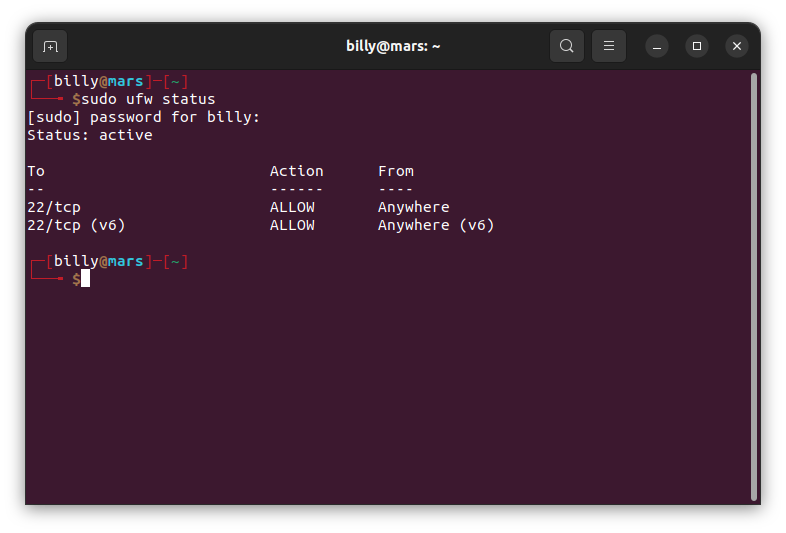 billy@mars: ~
┌─[billy@mars]─[~]
└──╼ $sudo ufw status
[sudo] password for billy:
Status: active
To                         Action      From
--                         ------      ----
22/tcp                     ALLOW       Anywhere
22/tcp (v6)                ALLOW       Anywhere (v6)
┌─[billy@mars]─[~]
└──╼ $